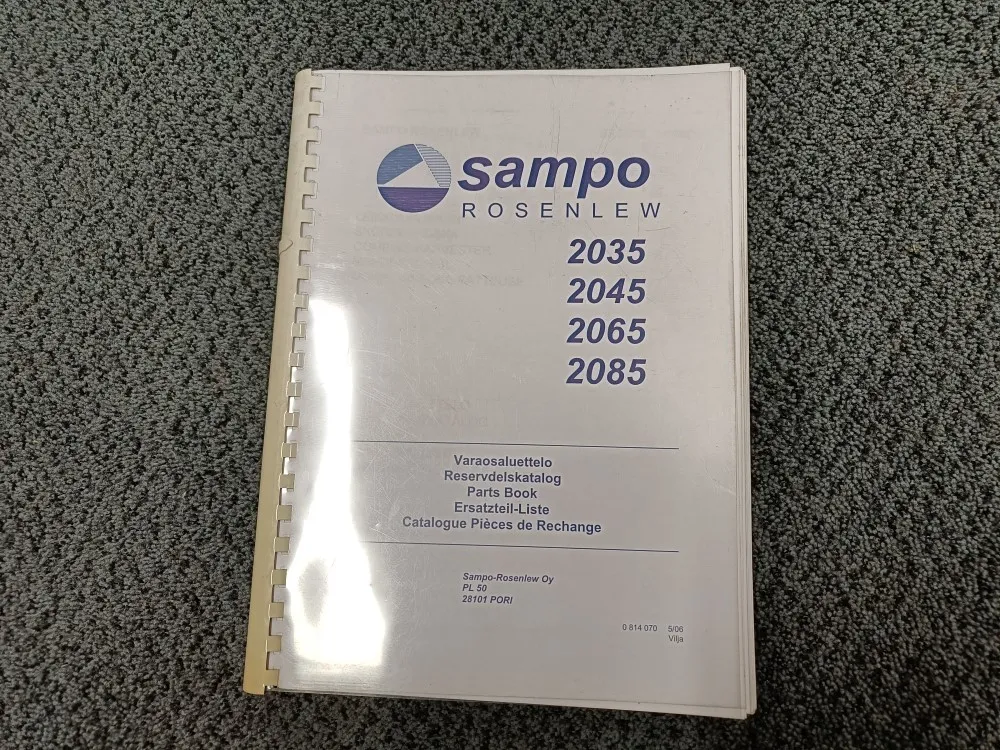 sampo
ROSENLEW
2035
2045
2065
2085
Varaosaluettelo
Reservdelskatalog
Parts Book
Ersatzteil-Liste
Catalogue Pièces de Rechange
Sampo-Rosenlew Oy
PL 50
28101 PORI
0 814 070 5/06
Vilja